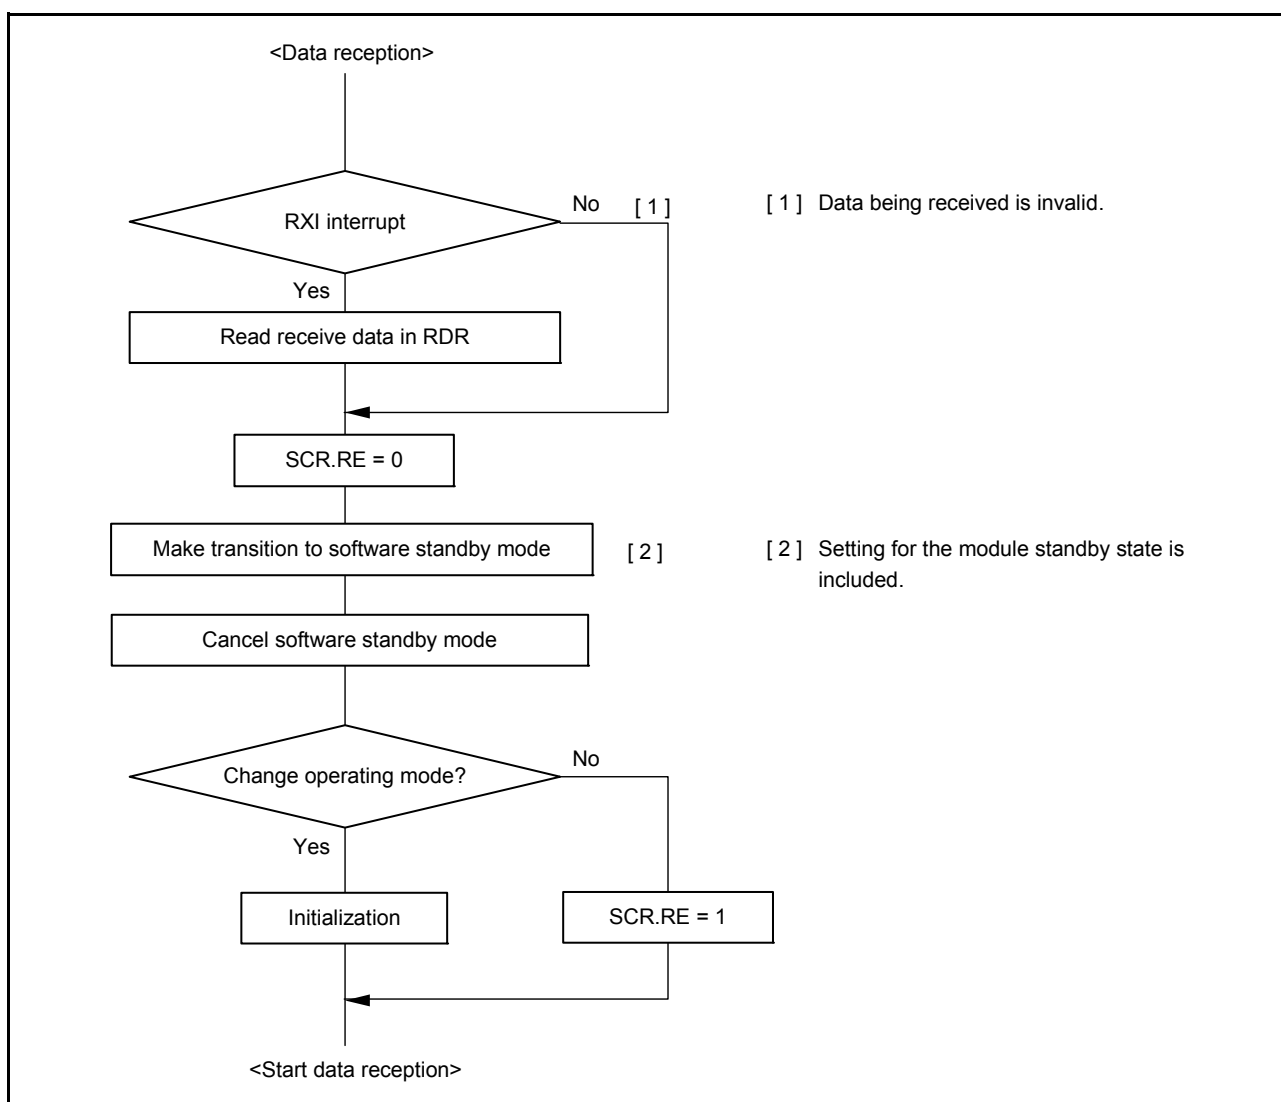 <Data reception>
No [ 1 ]
[ 1 ] Data being received is invalid.
RXI interrupt
Yes
Read receive data in RDR
SCR.RE = 0
Make transition to software standby mode
[ 2 ]
[ 2 ] Setting for the module standby state is
included.
Cancel software standby mode
No
Change operating mode?
Yes
Initialization
SCR.RE = 1
<Start data reception>